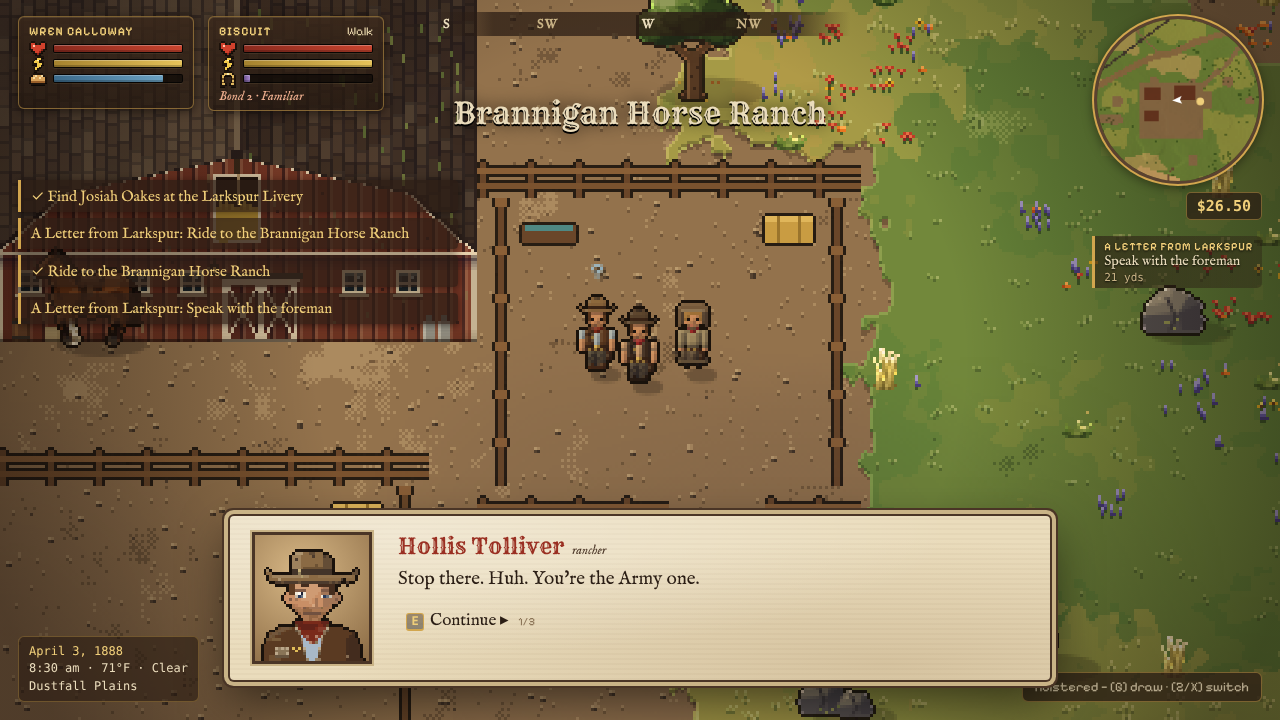 WREN CALLOWAY
BISCUIT Walk
Bond 2 · Familiar
S SW W NW
Brannigan Horse Ranch
✓ Find Josiah Oakes at the Larkspur Livery
A Letter from Larkspur: Ride to the Brannigan Horse Ranch
✓ Ride to the Brannigan Horse Ranch
A Letter from Larkspur: Speak with the foreman
$26.50
A LETTER FROM LARKSPUR
Speak with the foreman
21 yds
?
Hollis Tolliver rancher
Stop there. Huh. You're the Army one.
E Continue ▸ 1/3
April 3, 1888
8:30 am · 71°F · Clear
Dustfall Plains
Holstered - (G) draw · (Z/X) switch